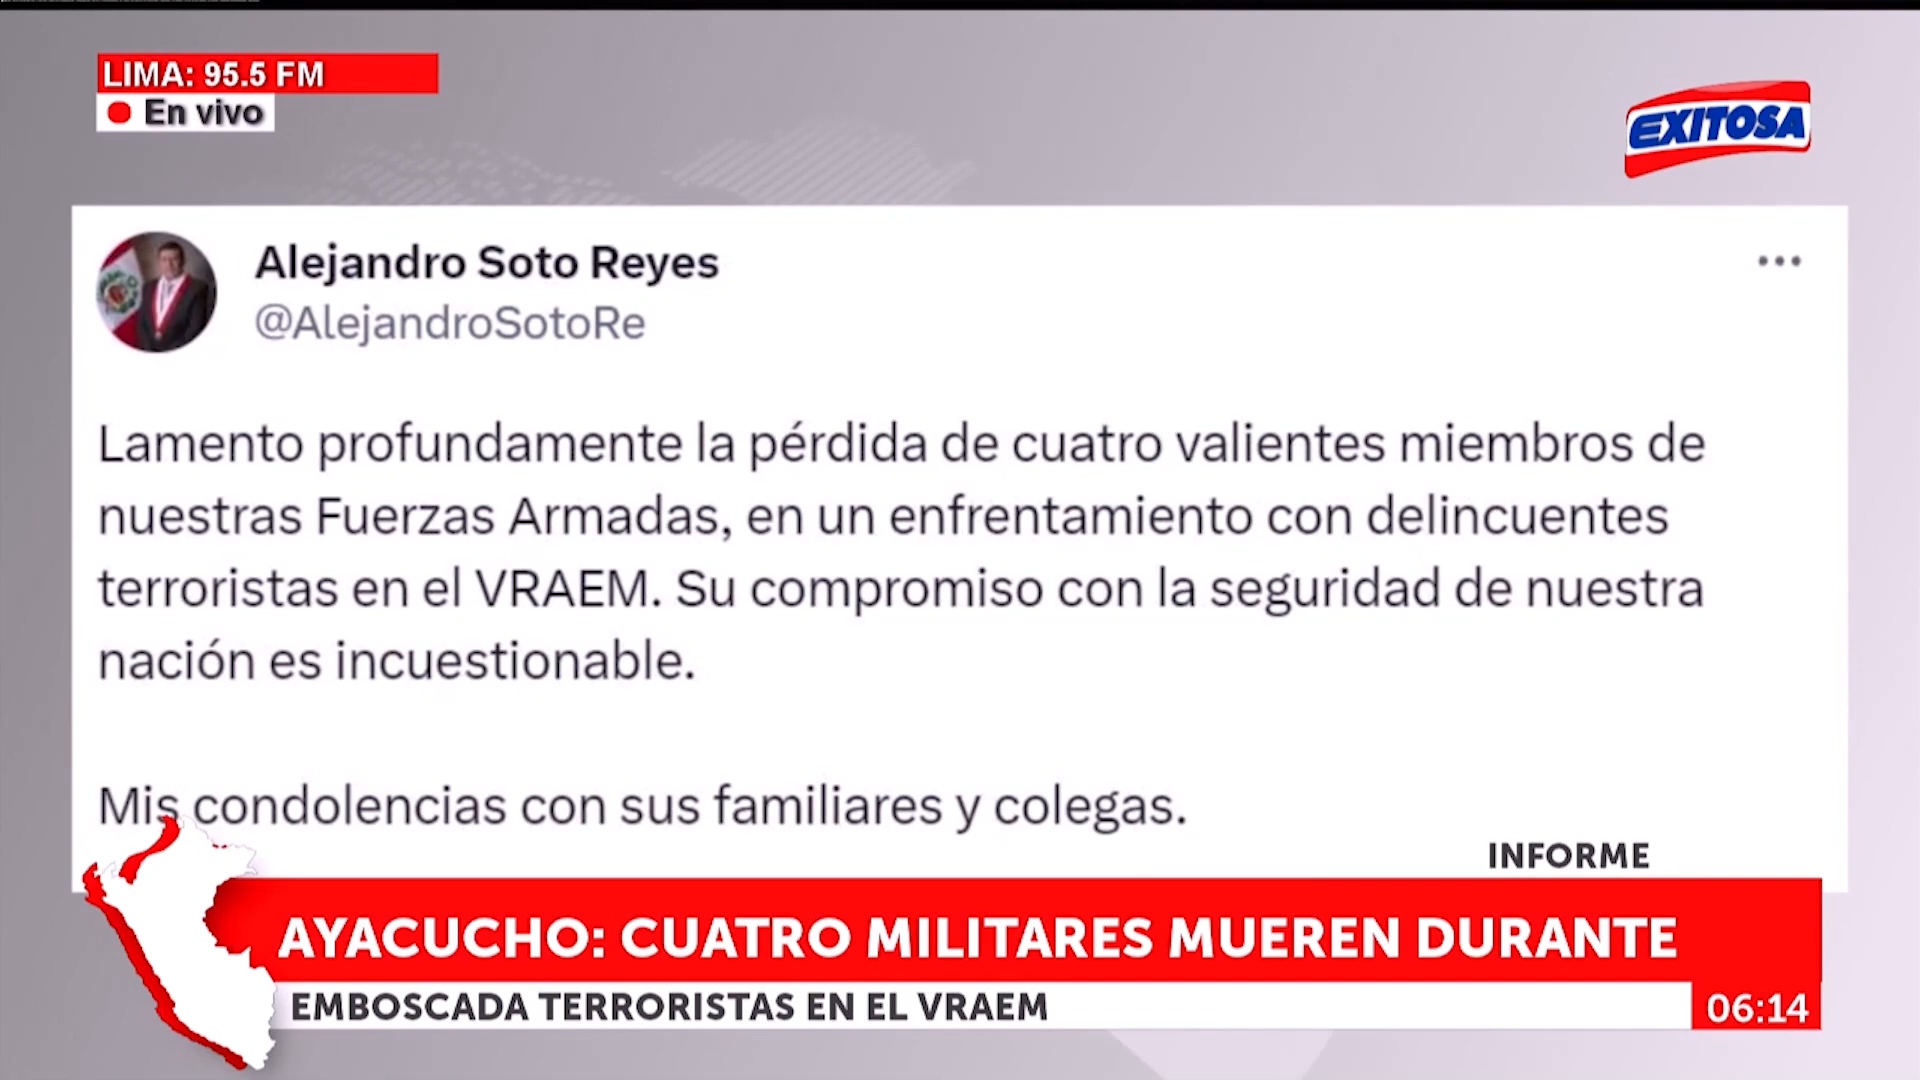 LIMA: 95.5 FM
En vivo
EXITOSA
Alejandro Soto Reyes
@AlejandroSotoRe
Lamento profundamente la pérdida de cuatro valientes miembros de
nuestras Fuerzas Armadas, en un enfrentamiento con delincuentes
terroristas en el VRAEM. Su compromiso con la seguridad de nuestra
nación es incuestionable.
Mis condolencias con sus familiares y colegas.
INFORME
AYACUCHO: CUATRO MILITARES MUEREN DURANTE
EMBOSCADA TERRORISTAS EN EL VRAEM
06:14